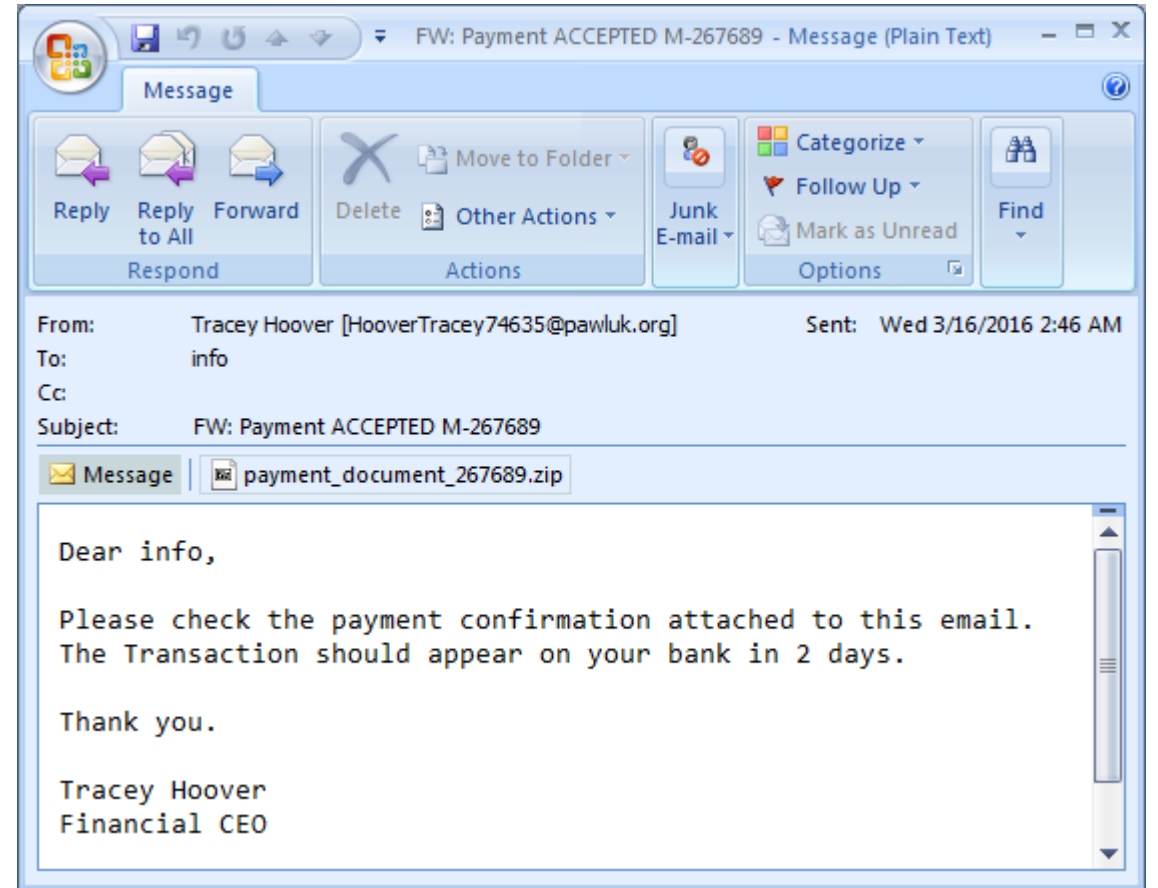 FW: Payment ACCEPTED M-267689 - Message (Plain Text)
Message
Reply
Reply to All
Forward
Respond
Delete
Move to Folder
Other Actions
Actions
Junk E-mail
Categorize
Follow Up
Mark as Unread
Options
Find
From: Tracey Hoover [HooverTracey74635@pawluk.org] Sent: Wed 3/16/2016 2:46 AM
To: info
Cc:
Subject: FW: Payment ACCEPTED M-267689
Message payment_document_267689.zip
Dear info,
Please check the payment confirmation attached to this email.
The Transaction should appear on your bank in 2 days.
Thank you.
Tracey Hoover
Financial CEO